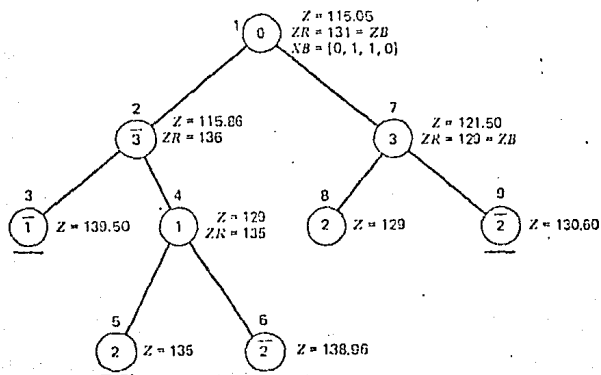 1
0
Z = 115.06
ZR = 131 = ZB
XB = {0, 1, 1, 0}
2
3̅
Z = 115.86
ZR = 136
7
3
Z = 121.50
ZR = 129 = ZB
3
1̅
Z = 139.50
4
1
Z = 129
ZR = 135
8
2
Z = 129
9
2̅
Z = 130.60
5
2
Z = 135
6
2̅
Z = 138.96